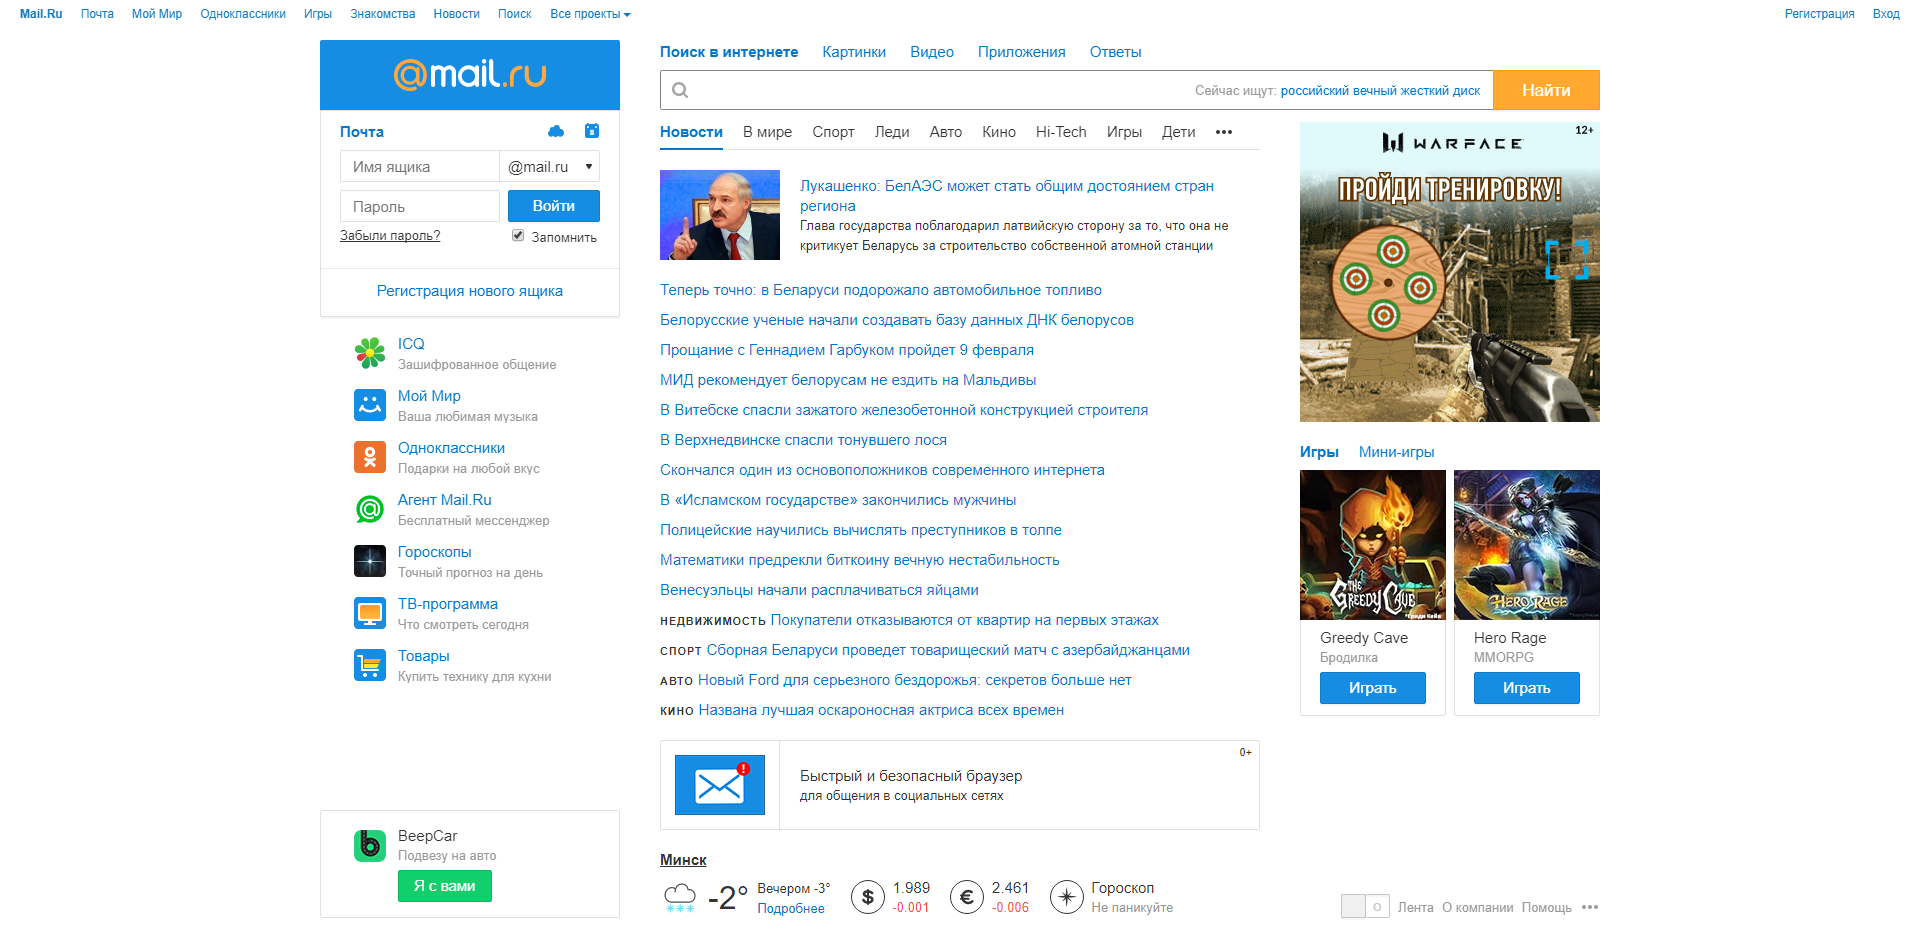 Mail.Ru Почта Мой Мир Одноклассники Игры Знакомства Новости Поиск Все проекты Регистрация Вход
@mail.ru
Почта
Имя ящика @mail.ru
Пароль Войти
Забыли пароль? Запомнить
Регистрация нового ящика
ICQ
Зашифрованное общение
Мой Мир
Ваша любимая музыка
Одноклассники
Подарки на любой вкус
Агент Mail.Ru
Бесплатный мессенджер
Гороскопы
Точный прогноз на день
ТВ-программа
Что смотреть сегодня
Товары
Купить технику для кухни
BeepCar
Подвезу на авто
Я с вами
Поиск в интернете Картинки Видео Приложения Ответы
Сейчас ищут: российский вечный жесткий диск Найти
Новости В мире Спорт Леди Авто Кино Hi-Tech Игры Дети •••
Лукашенко: БелАЭС может стать общим достоянием стран
региона
Глава государства поблагодарил латвийскую сторону за то, что она не
критикует Беларусь за строительство собственной атомной станции
Теперь точно: в Беларуси подорожало автомобильное топливо
Белорусские ученые начали создавать базу данных ДНК белорусов
Прощание с Геннадием Гарбуком пройдет 9 февраля
МИД рекомендует белорусам не ездить на Мальдивы
В Витебске спасли зажатого железобетонной конструкцией строителя
В Верхнедвинске спасли тонувшего лося
Скончался один из основоположников современного интернета
В «Исламском государстве» закончились мужчины
Полицейские научились вычислять преступников в толпе
Математики предрекли биткоину вечную нестабильность
Венесуэльцы начали расплачиваться яйцами
НЕДВИЖИМОСТЬ Покупатели отказываются от квартир на первых этажах
СПОРТ Сборная Беларуси проведет товарищеский матч с азербайджанцами
АВТО Новый Ford для серьезного бездорожья: секретов больше нет
КИНО Названа лучшая оскароносная актриса всех времен
0+
Быстрый и безопасный браузер
для общения в социальных сетях
Минск
-2° Вечером -3° $ 1.989 € 2.461 Гороскоп
Подробнее -0.001 -0.006 Не паникуйте
12+
WARFACE
ПРОЙДИ ТРЕНИРОВКУ!
Игры Мини-игры
THE
GREEDY CAVE
HERO RAGE
Greedy Cave Hero Rage
Бродилка MMORPG
Играть Играть
Лента О компании Помощь •••